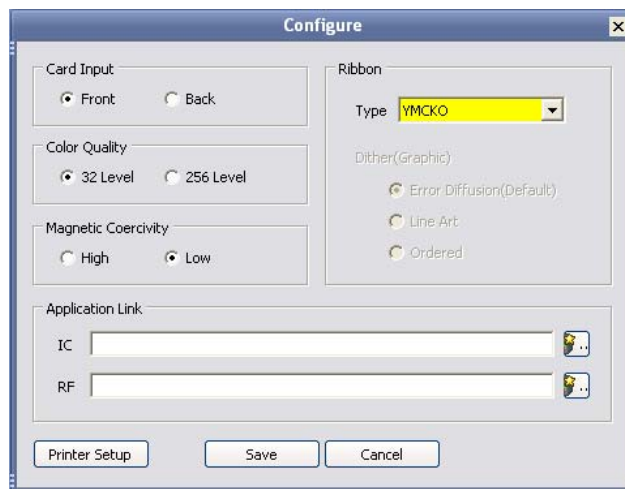 Configure
Card Input
Front
Back
Color Quality
32 Level
256 Level
Magnetic Coercivity
High
Low
Ribbon
Type
YMCKO
Dither(Graphic)
Error Diffusion(Default)
Line Art
Ordered
Application Link
IC
..
RF
..
Printer Setup
Save
Cancel